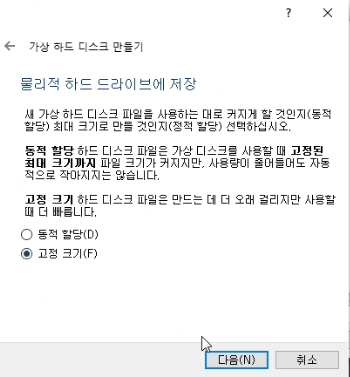 ?
가상 하드 디스크 만들기
물리적 하드 드라이브에 저장
새 가상 하드 디스크 파일을 사용하는 대로 커지게 할 것인지(동적
할당) 최대 크기로 만들 것인지(정적 할당) 선택하십시오.
동적 할당 하드 디스크 파일은 가상 디스크를 사용할 때 고정된
최대 크기까지 파일 크기가 커지지만, 사용량이 줄어들어도 자동
적으로 작아지지는 않습니다.
고정 크기 하드 디스크 파일은 만드는 데 더 오래 걸리지만 사용할
때 더 빠릅니다.
동적 할당(D)
고정 크기(F)
다음(N) 취소